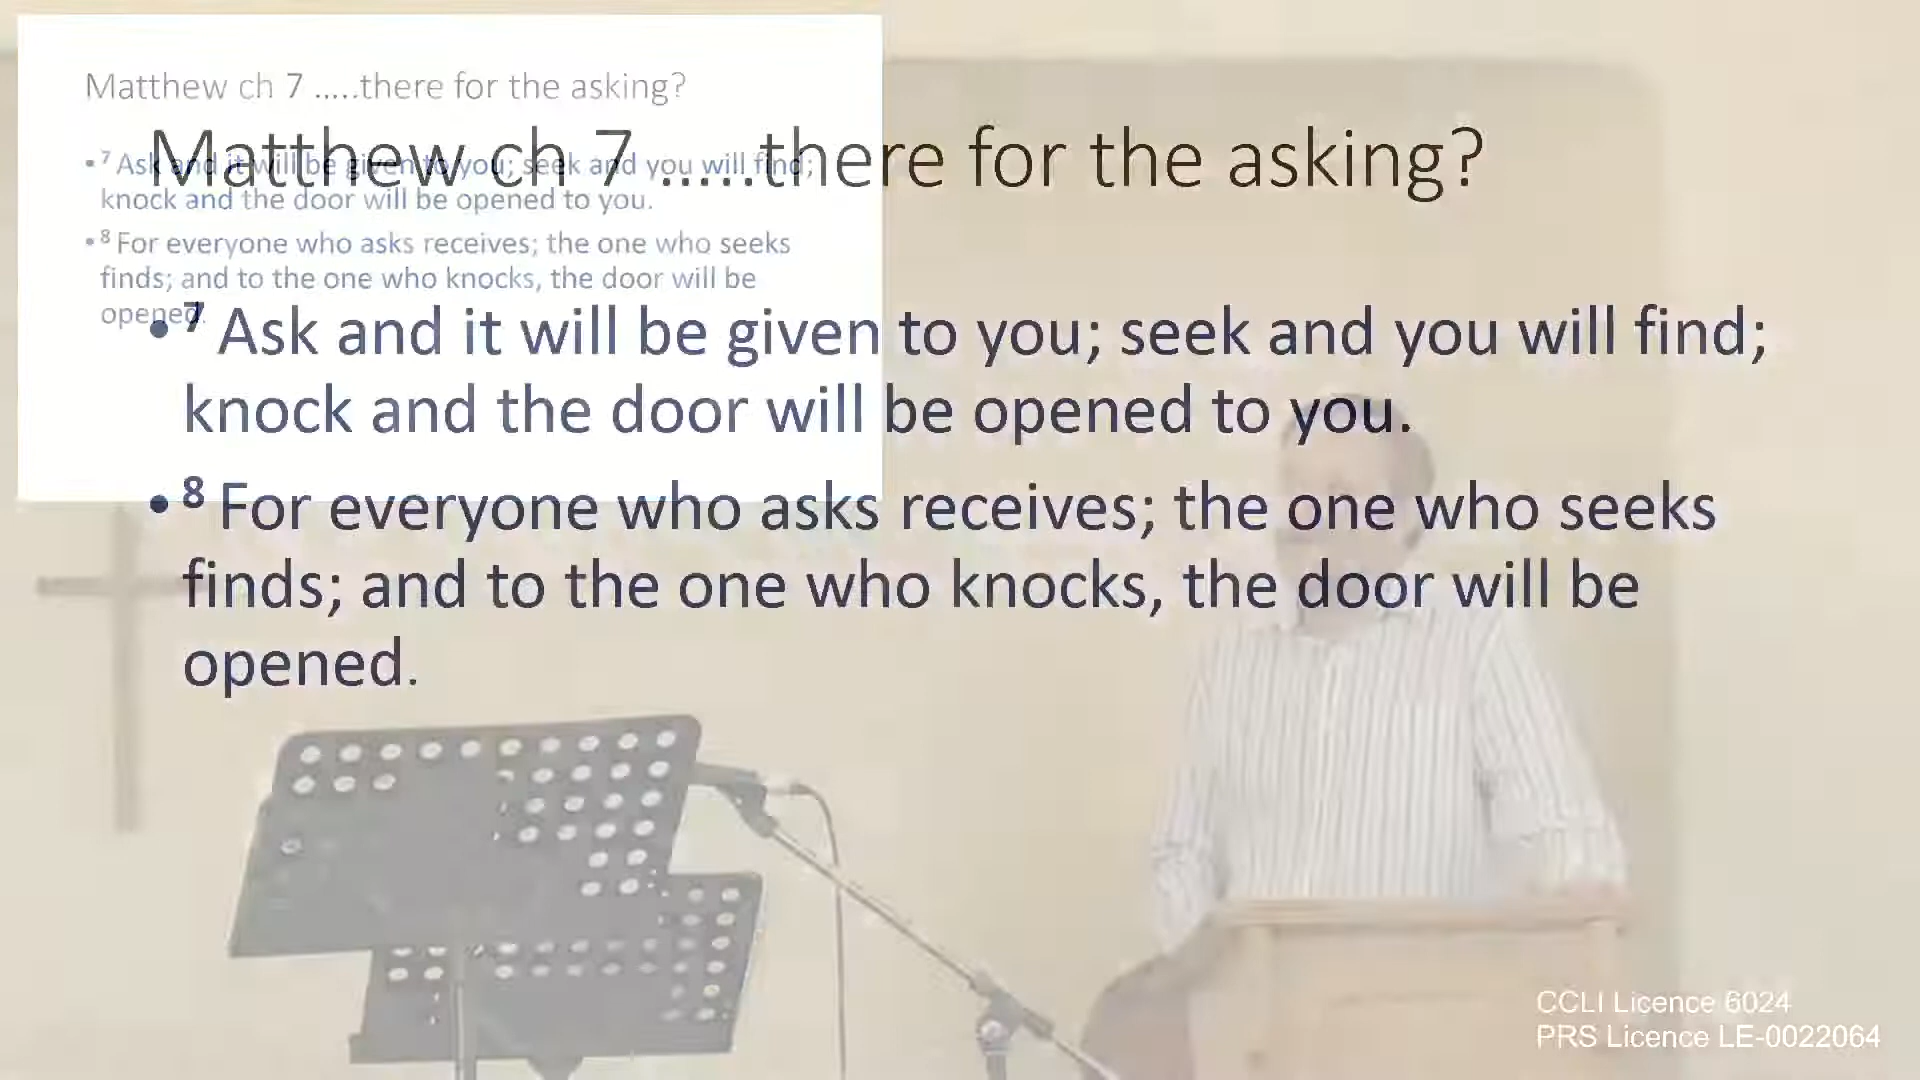 Matthew ch 7 .....there for the asking?
• ⁷ Ask and it will be given to you; seek and you will find;
knock and the door will be opened to you.
• ⁸ For everyone who asks receives; the one who seeks
finds; and to the one who knocks, the door will be
opened.
Matthew ch 7 .....there for the asking?
• ⁷ Ask and it will be given to you; seek and you will find;
knock and the door will be opened to you.
• ⁸ For everyone who asks receives; the one who seeks
finds; and to the one who knocks, the door will be
opened.
CCLI Licence 6024
PRS Licence LE-0022064